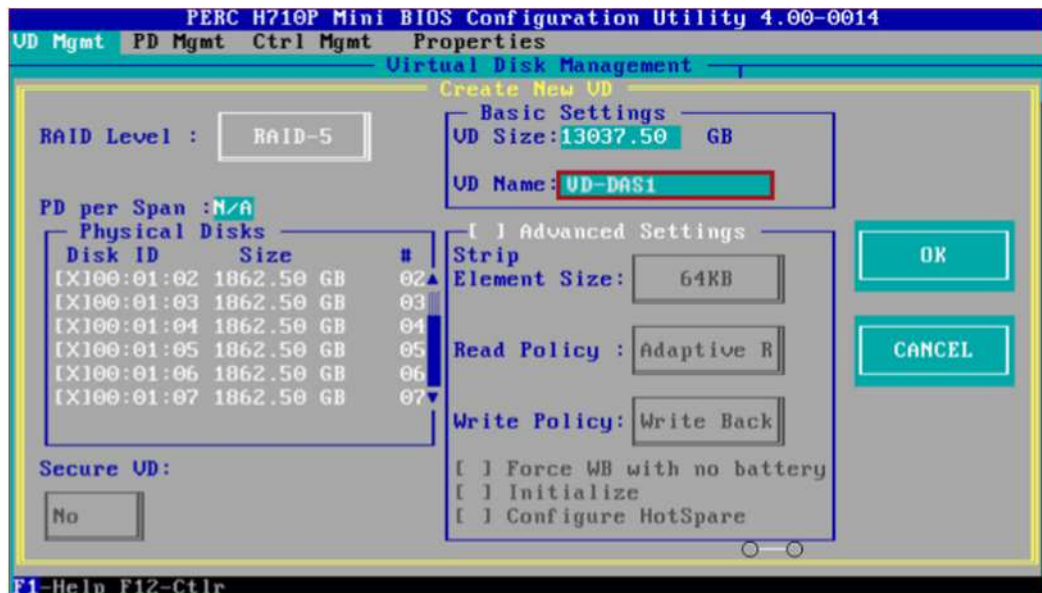 PERC H710P Mini BIOS Configuration Utility 4.00-0014
VD Mgmt PD Mgmt Ctrl Mgmt Properties
Virtual Disk Management
Create New VD
RAID Level : RAID-5
Basic Settings
VD Size: 13037.50 GB
VD Name: VD-DAS1
PD per Span : N/A
Physical Disks
Disk ID Size #
[X]00:01:02 1862.50 GB 02
[X]00:01:03 1862.50 GB 03
[X]00:01:04 1862.50 GB 04
[X]00:01:05 1862.50 GB 05
[X]00:01:06 1862.50 GB 06
[X]00:01:07 1862.50 GB 07
Secure VD:
No
[ ] Advanced Settings
Strip
Element Size: 64KB
Read Policy : Adaptive R
Write Policy: Write Back
[ ] Force WB with no battery
[ ] Initialize
[ ] Configure HotSpare
OK
CANCEL
F1-Help F12-Ctlr